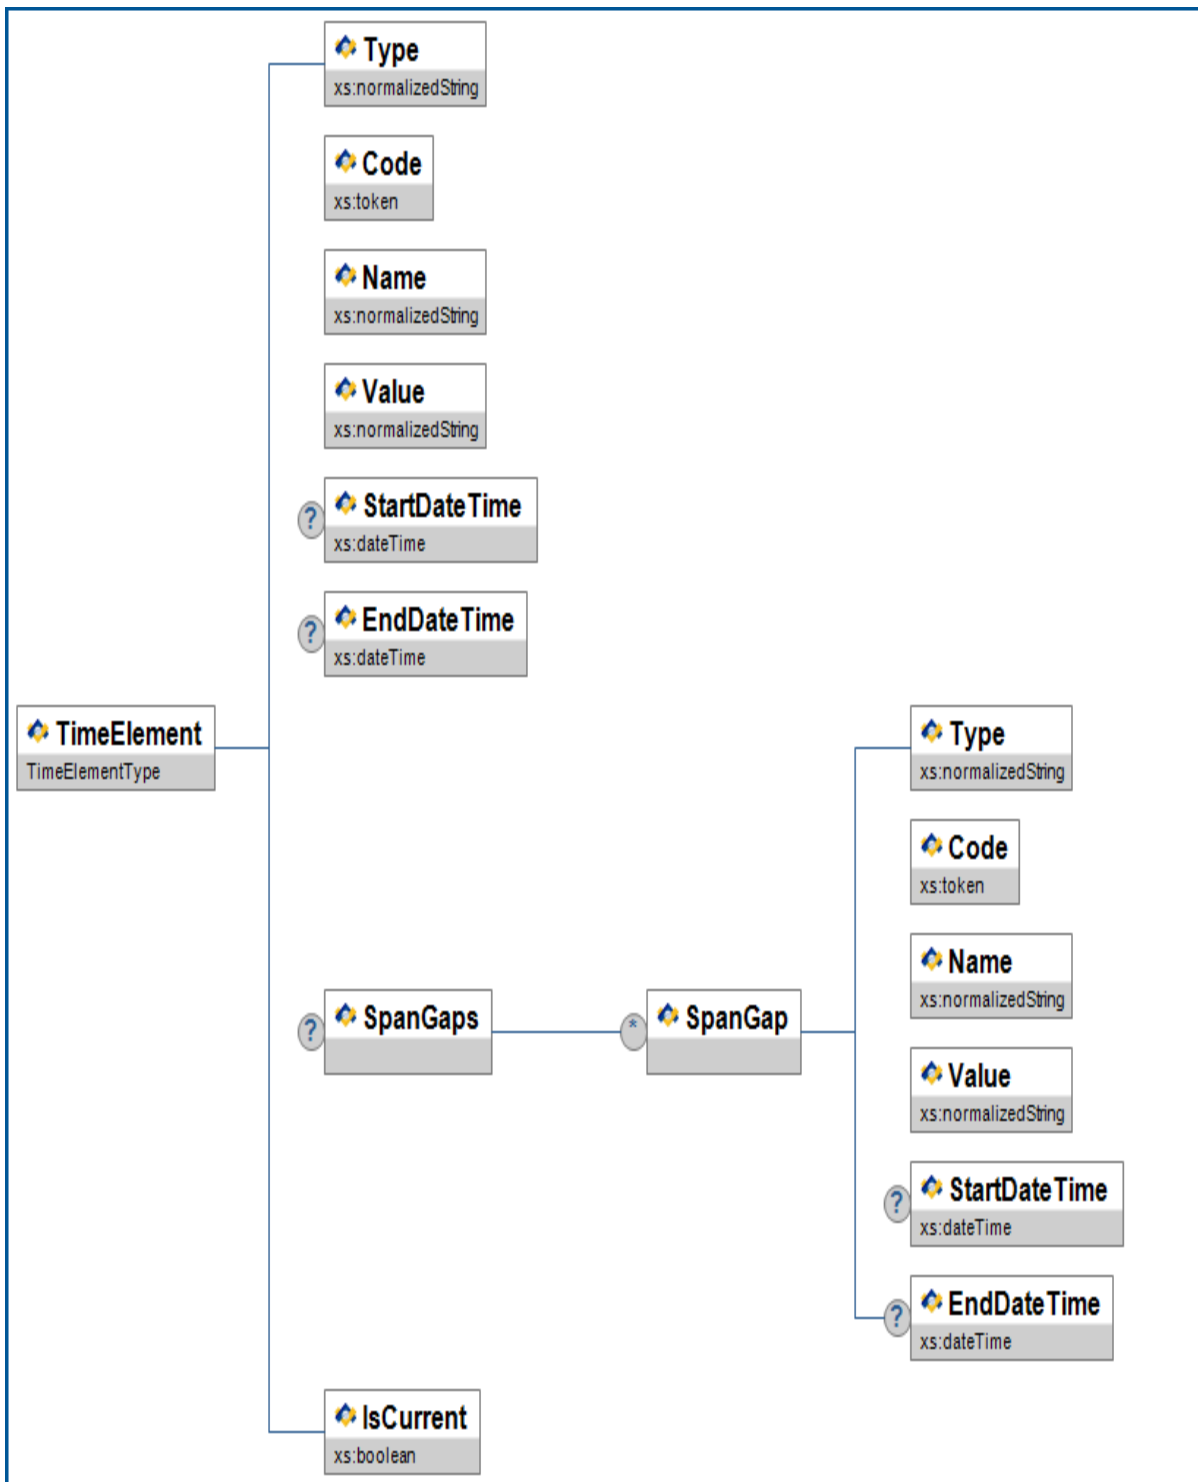 Type
xs:normalizedString
Code
xs:token
Name
xs:normalizedString
Value
xs:normalizedString
?
StartDateTime
xs:dateTime
?
EndDateTime
xs:dateTime
TimeElement
TimeElementType
?
SpanGaps
*
SpanGap
Type
xs:normalizedString
Code
xs:token
Name
xs:normalizedString
Value
xs:normalizedString
?
StartDateTime
xs:dateTime
?
EndDateTime
xs:dateTime
IsCurrent
xs:boolean